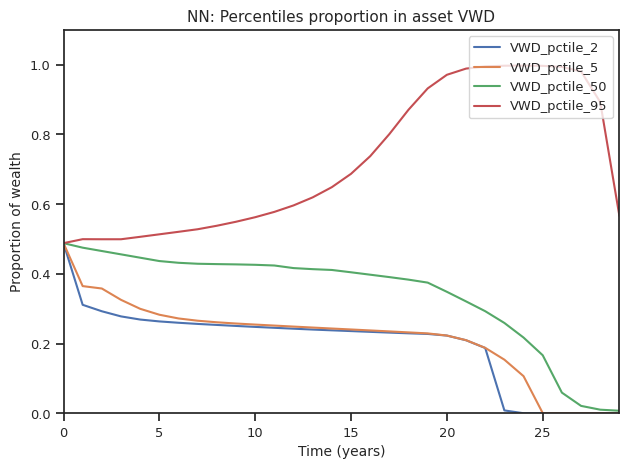 NN: Percentiles proportion in asset VWD
VWD_pctile_2
VWD_pctile_5
VWD_pctile_50
VWD_pctile_95
Proportion of wealth
1.0
0.8
0.6
0.4
0.2
0.0
0 5 10 15 20 25
Time (years)